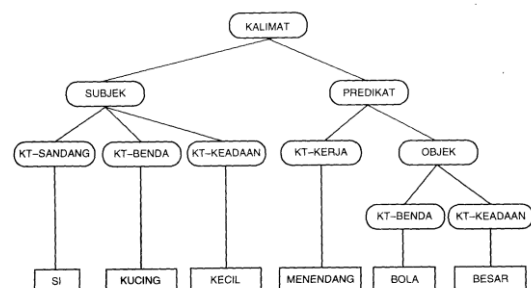 KALIMAT
SUBJEK
PREDIKAT
KT-SANDANG
KT-BENDA
KT-KEADAAN
KT-KERJA
OBJEK
KT-BENDA
KT-KEADAAN
SI
KUCING
KECIL
MENENDANG
BOLA
BESAR